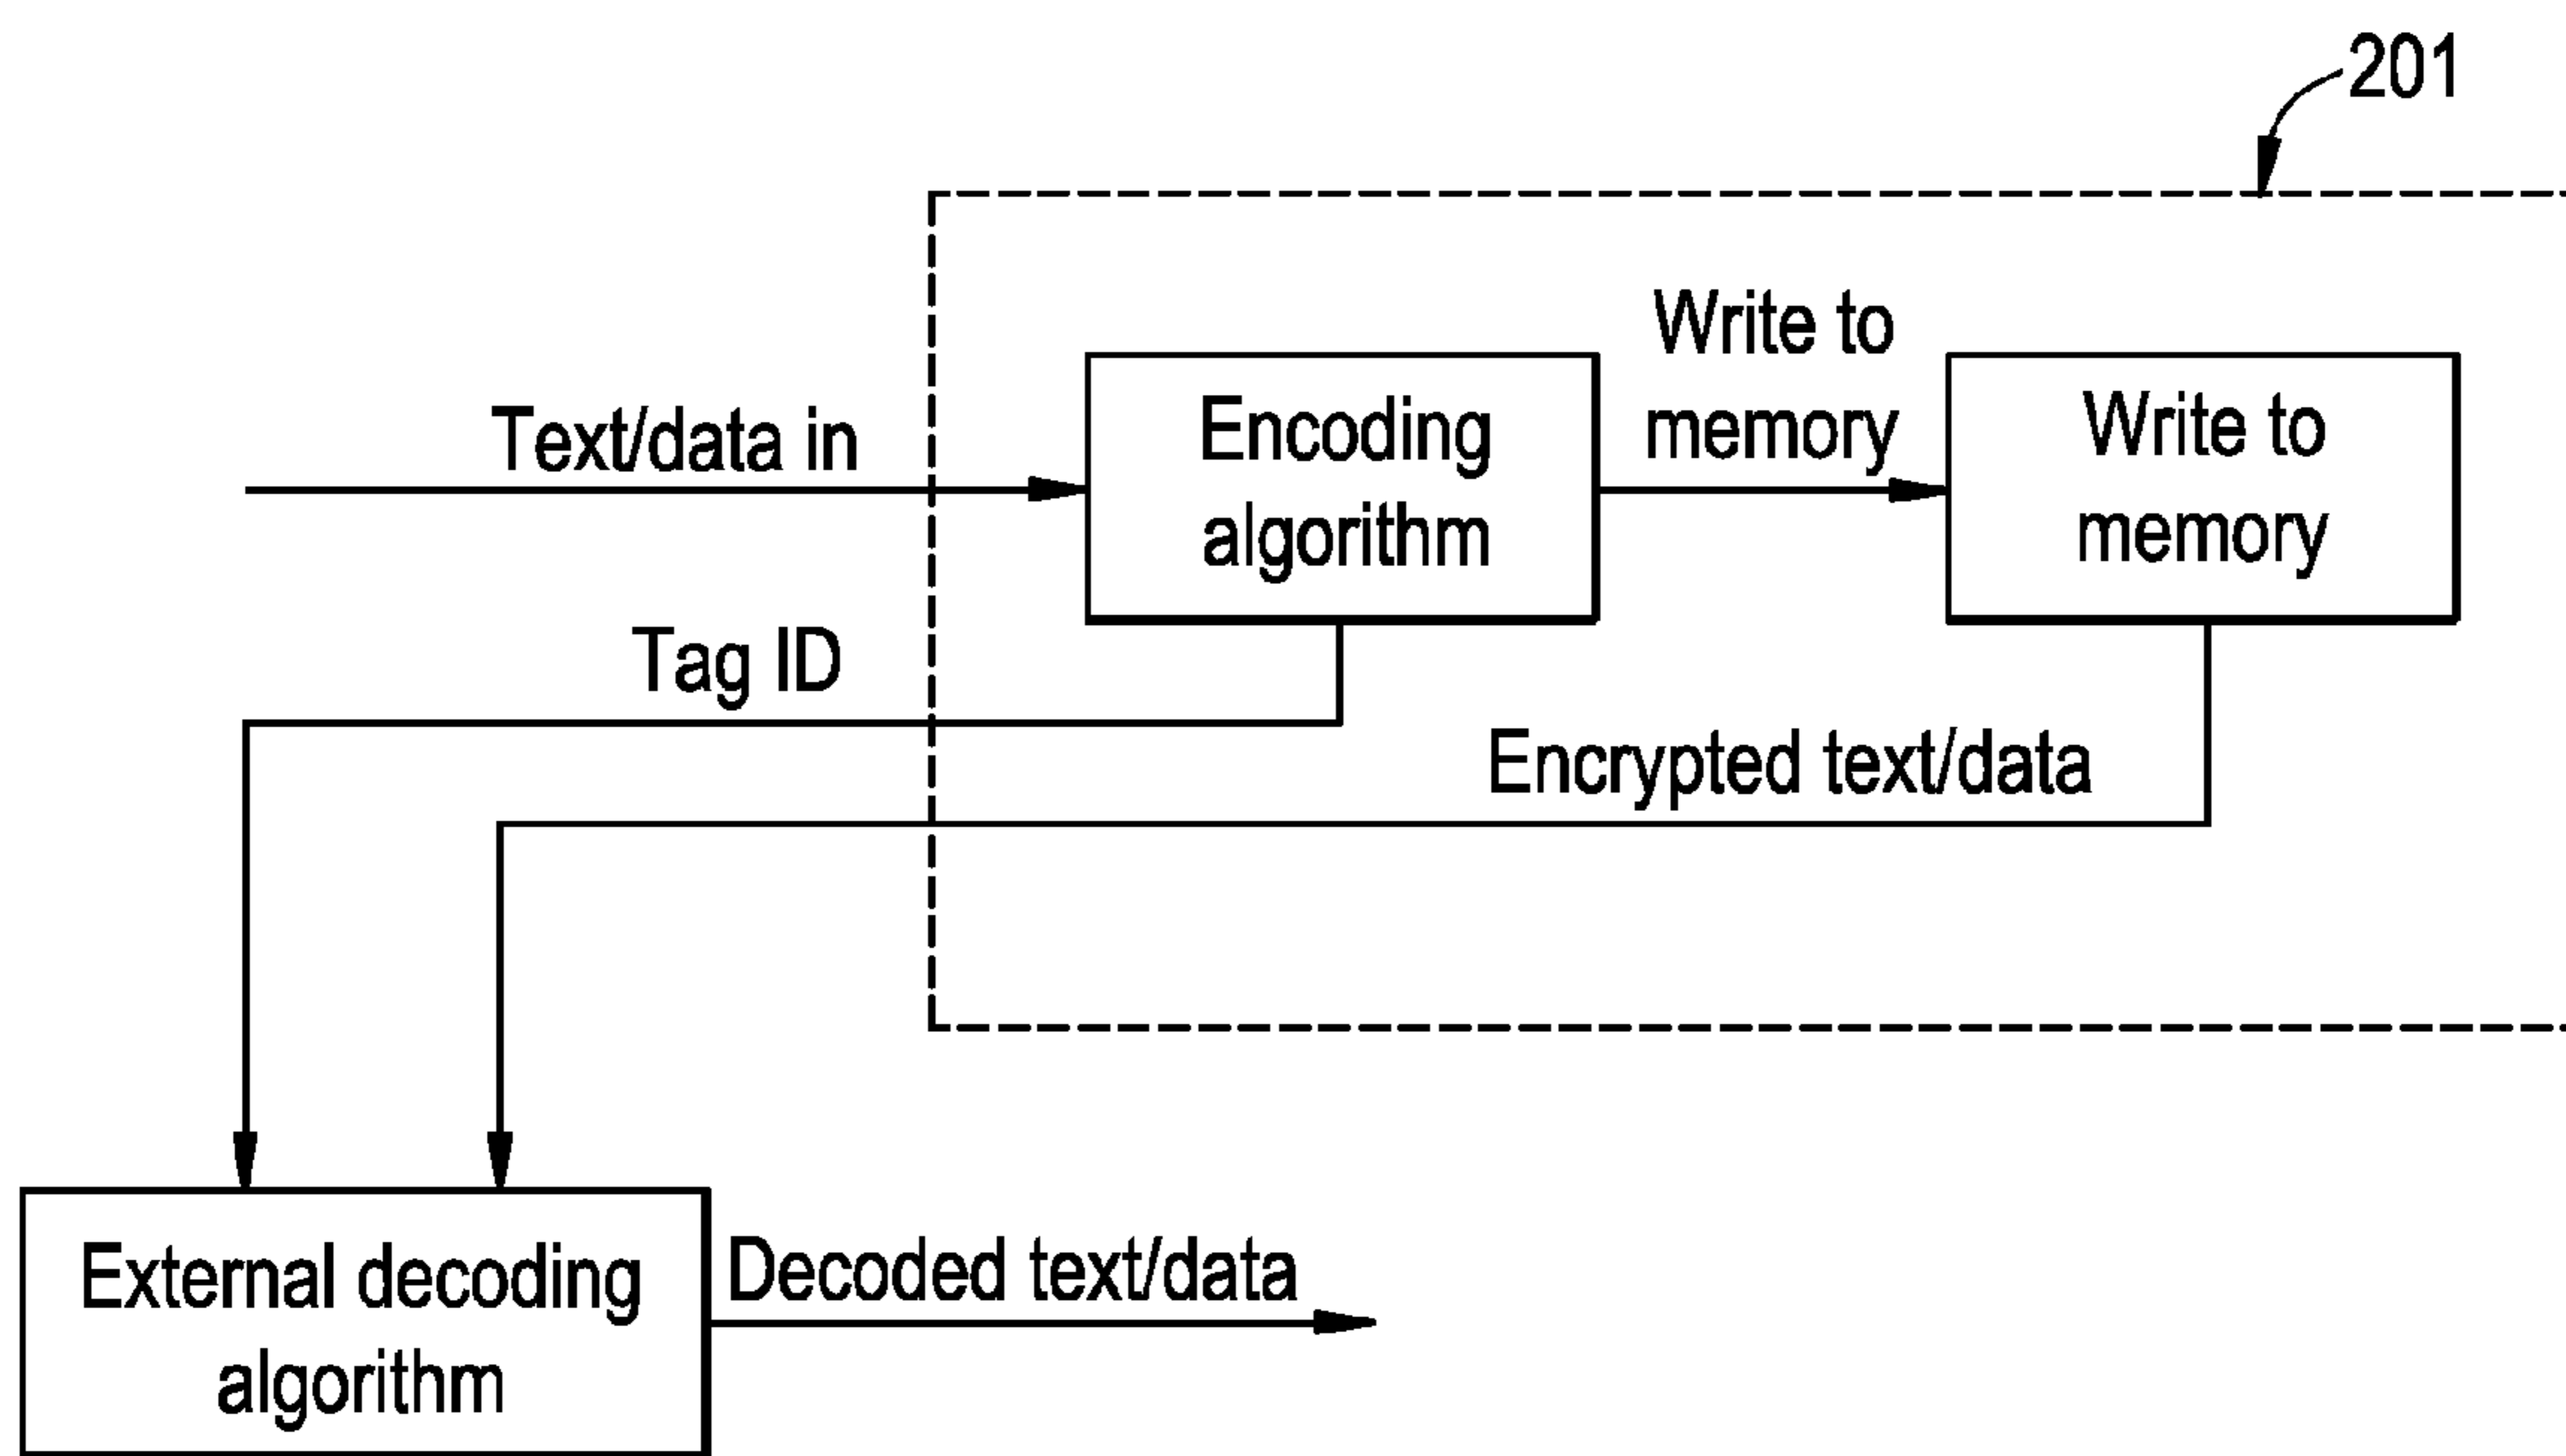 201
Write to
memory
Text/data in
Encoding
algorithm
Write to
memory
Tag ID
Encrypted text/data
External decoding
algorithm
Decoded text/data